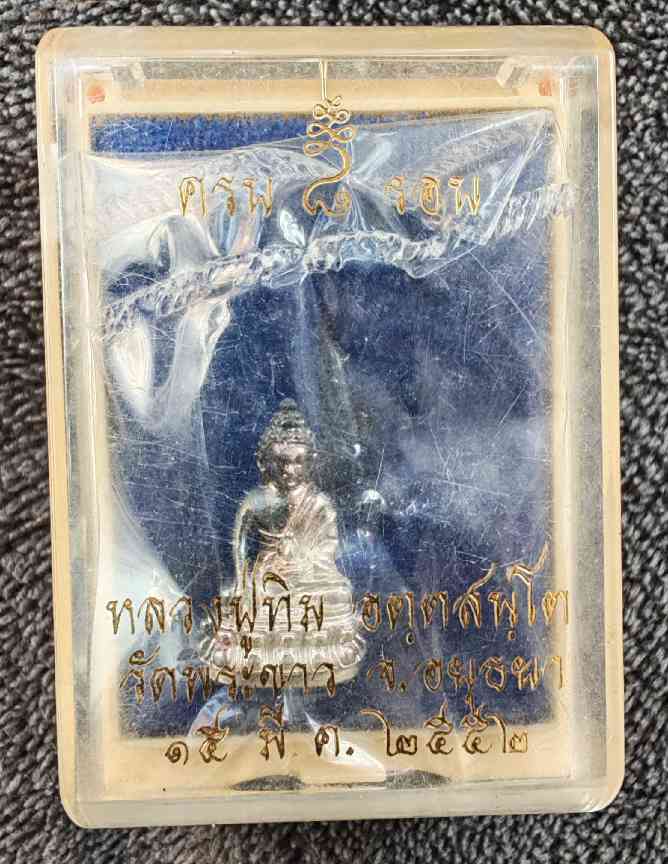 ครบ ๘ รอบ
หลวงปู่ทิม อตฺตสนฺโต
วัดพระขาว จ.อยุธยา
๑๕ มี ค. ๒๕๕๒